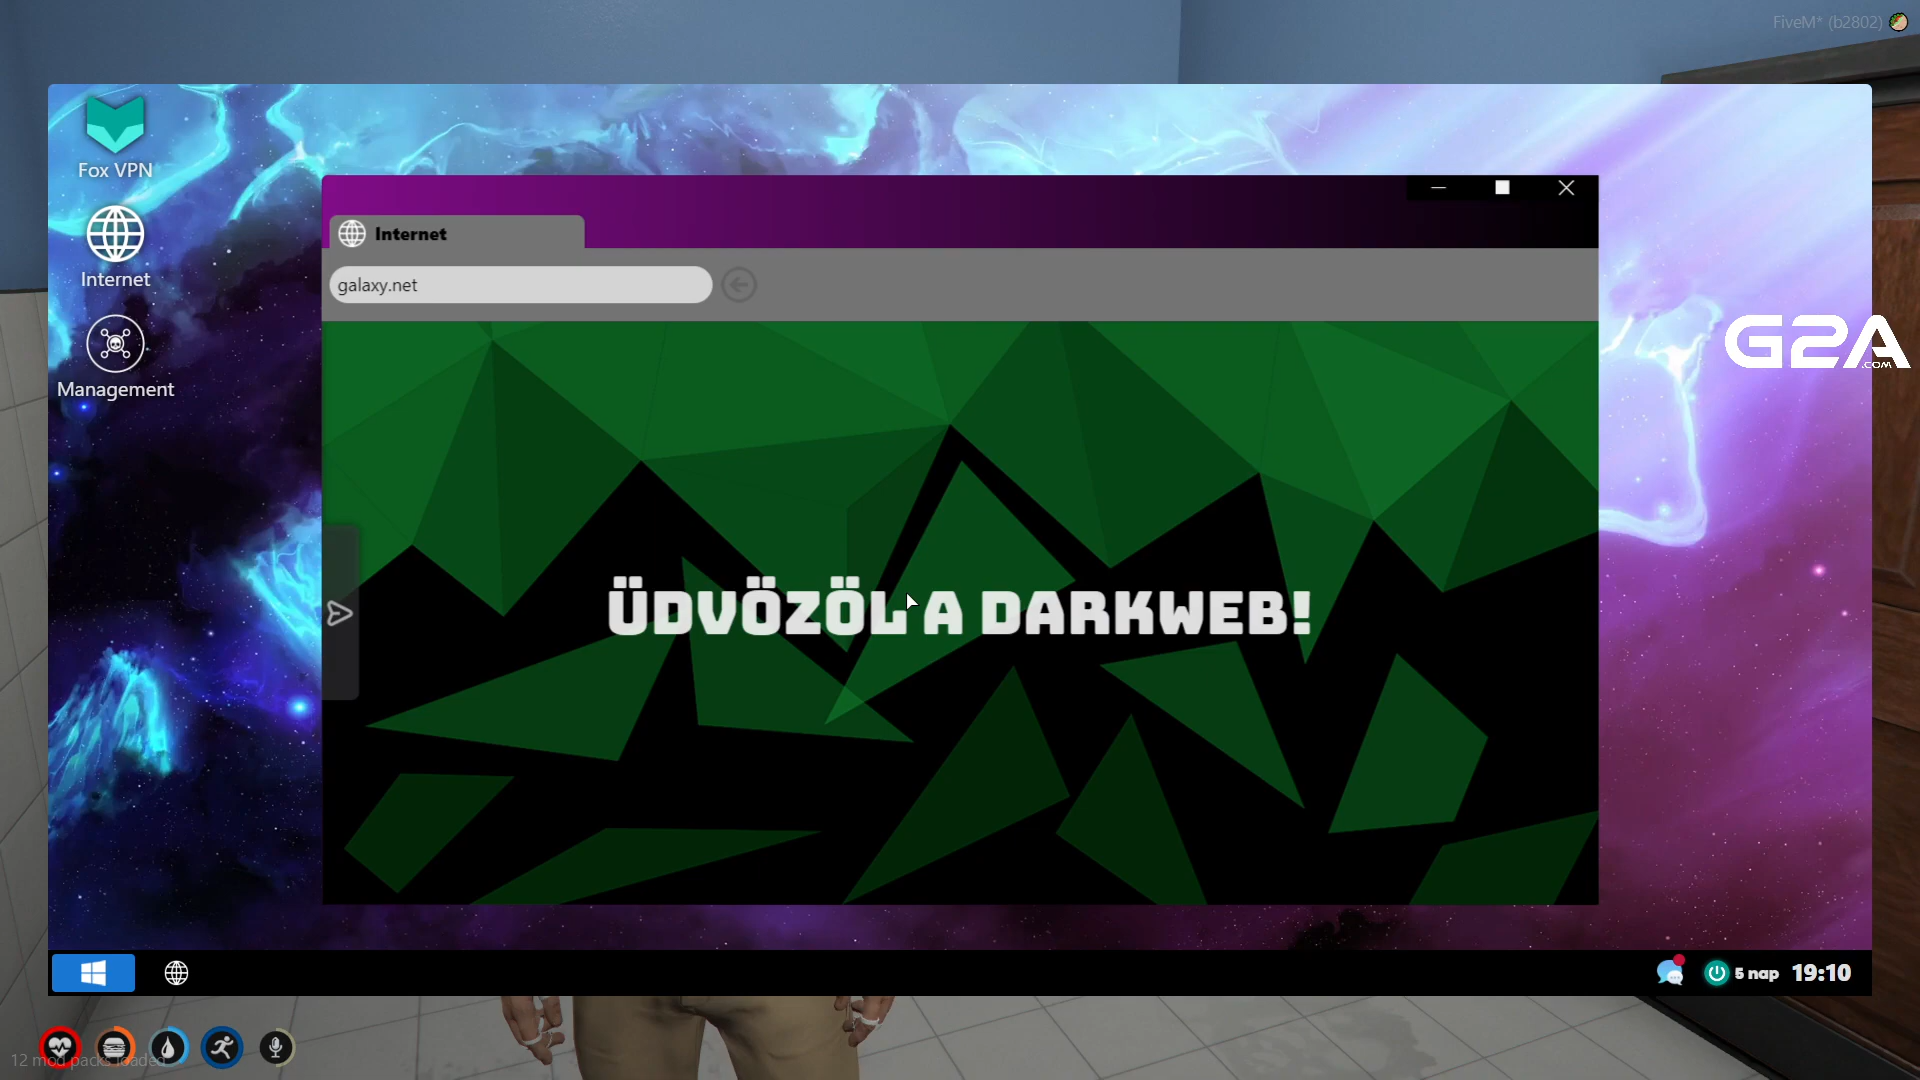 FiveM* (b2802)
Fox VPN
Internet
Management
Internet
galaxy.net
G2A
.COM
ÜDVÖZÖL A DARKWEB!
5 nap
19:10
12 mod packs loaded